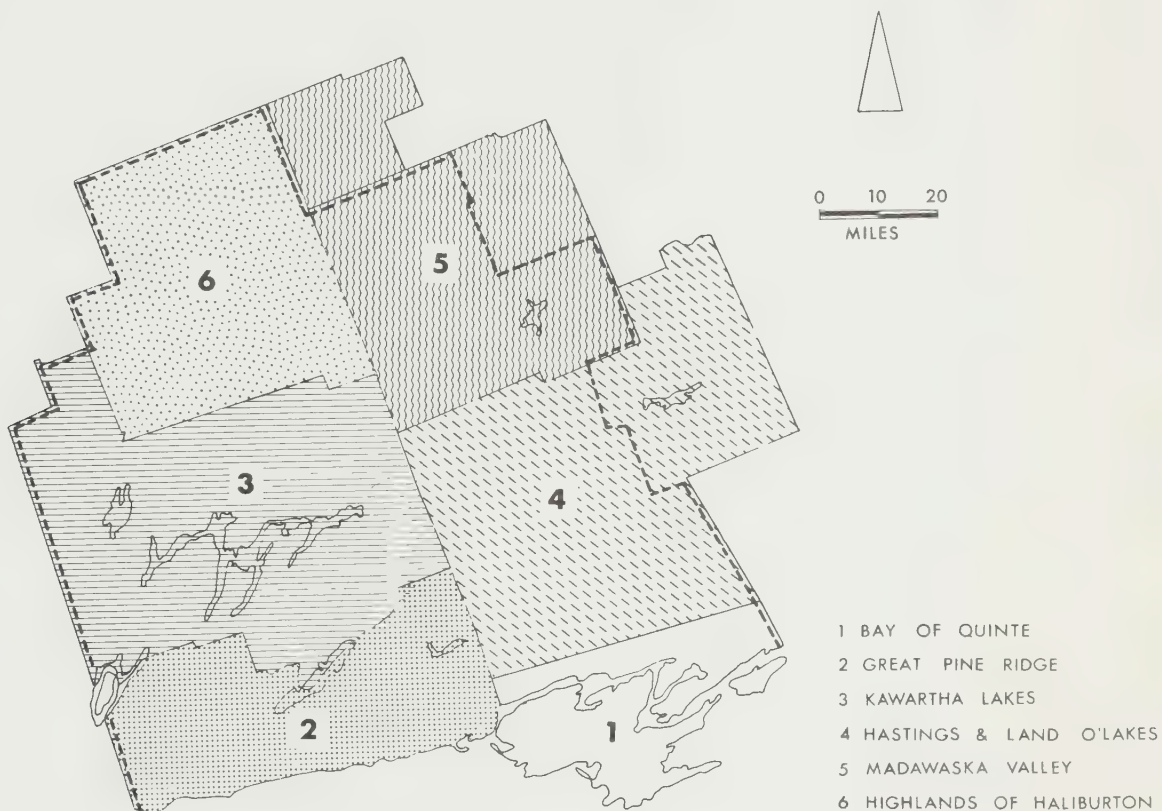 0 10 20
MILES
6
5
3
4
2
1
1 BAY OF QUINTE
2 GREAT PINE RIDGE
3 KAWARTHA LAKES
4 HASTINGS & LAND O'LAKES
5 MADAWASKA VALLEY
6 HIGHLANDS OF HALIBURTON